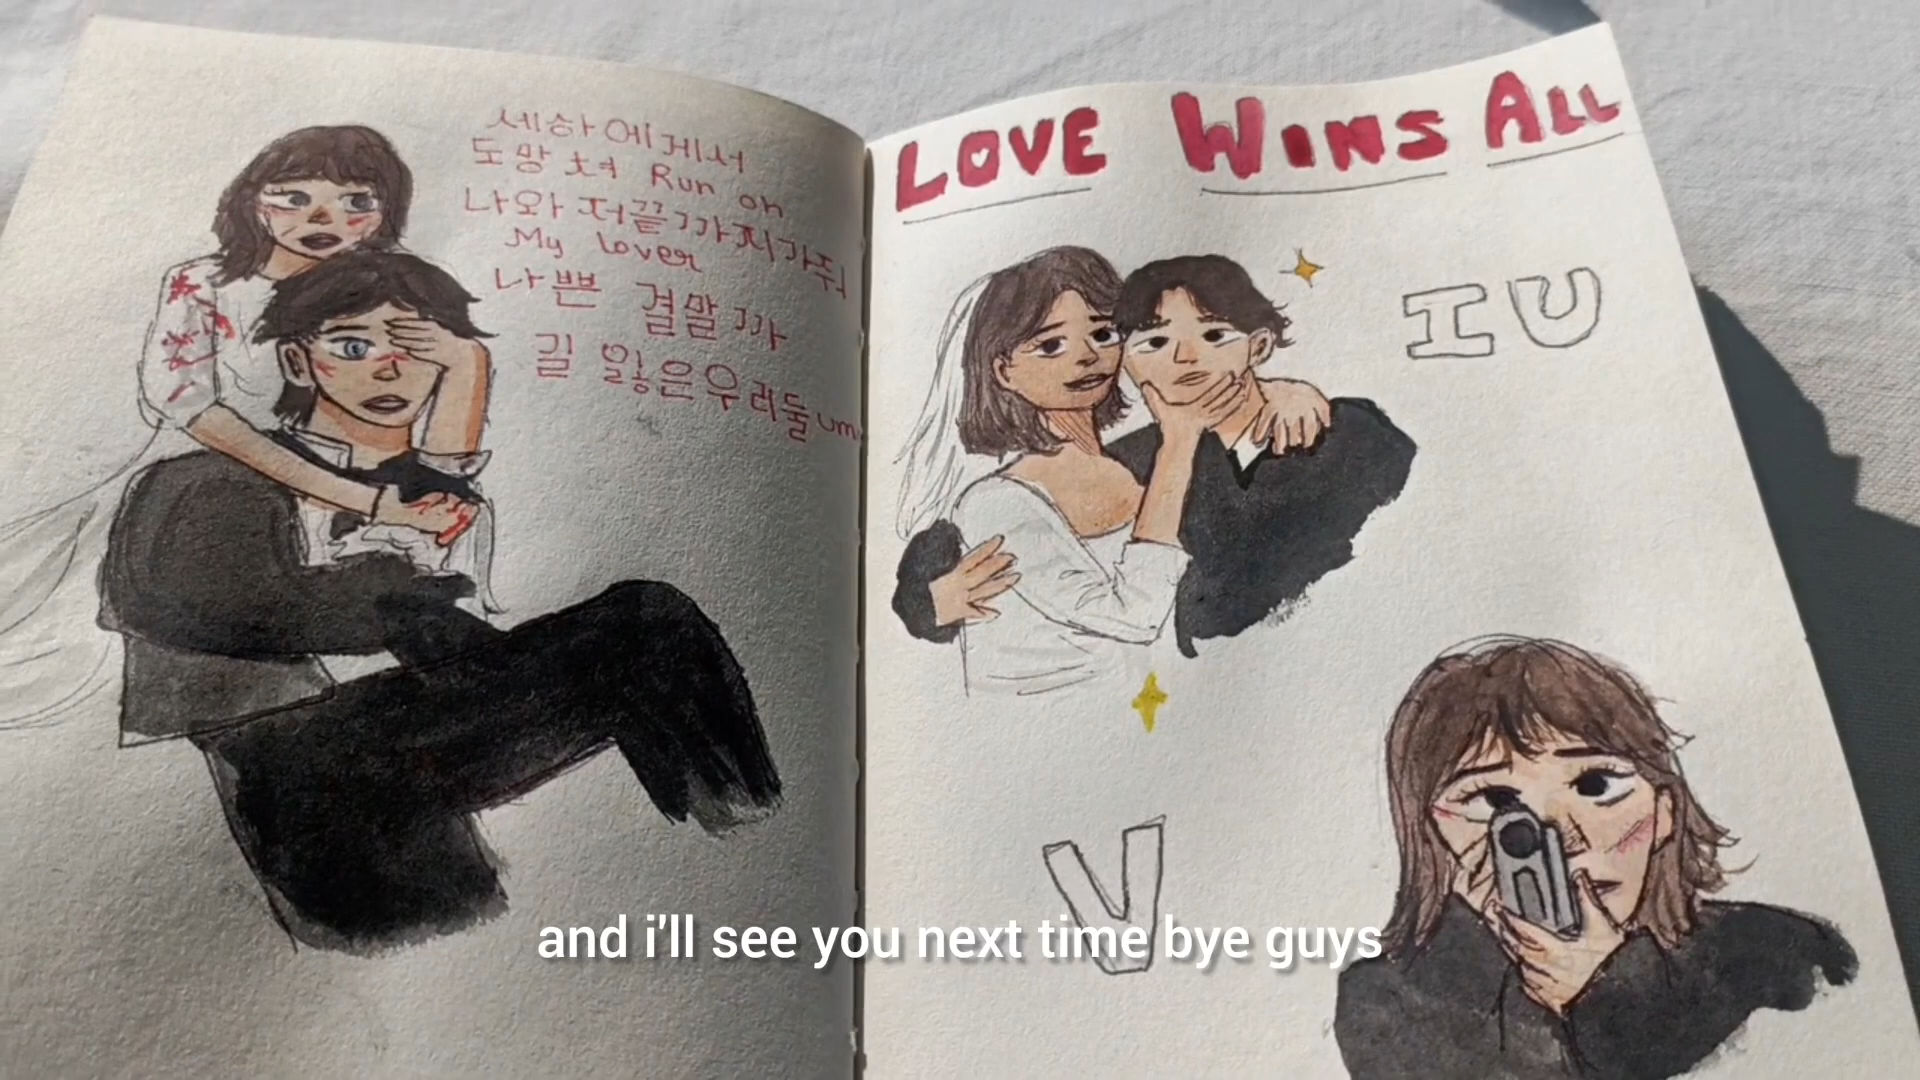 세상에게서
도망쳐 Run on
나와 저끝까지가줘
My lover
나쁜 결말까
길 잃은우리둘 um
LOVE WINS ALL
IU
V
and i'll see you next time bye guys